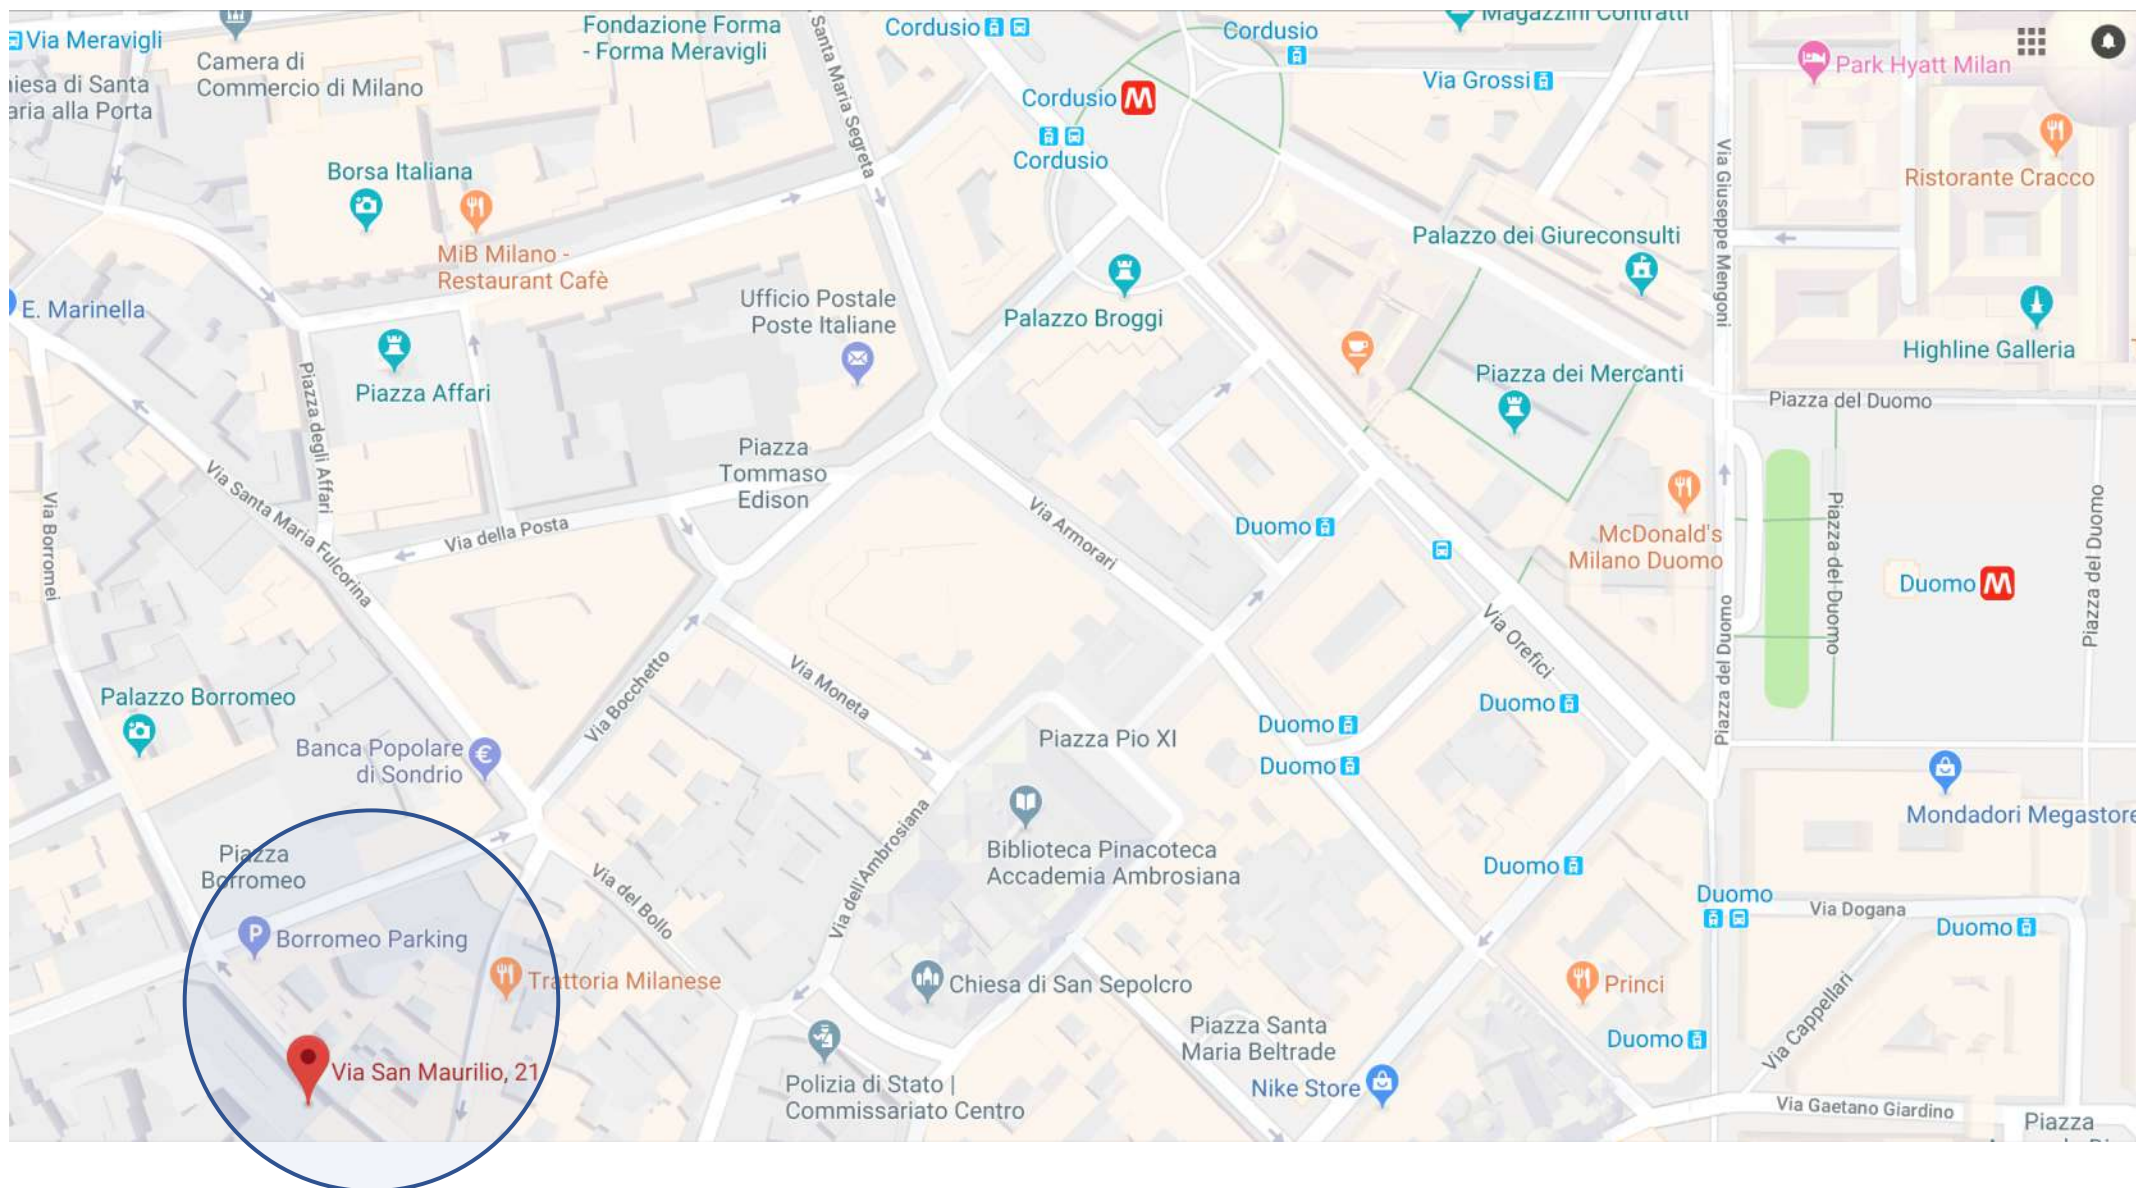 Via Meravigli
Camera di
Commercio di Milano
iesa di Santa
aria alla Porta
Fondazione Forma
- Forma Meravigli
Santa Maria Segreta
Cordusio
Cordusio
Cordusio
Cordusio
M
Magazzini Contratti
Via Grossi
Park Hyatt Milan
Ristorante Cracco
Via Giuseppe Mengoni
Borsa Italiana
MiB Milano -
Restaurant Cafè
E. Marinella
Ufficio Postale
Poste Italiane
Palazzo Broggi
Palazzo dei Giureconsulti
Highline Galleria
Piazza Affari
Piazza degli Affari
Piazza dei Mercanti
Piazza del Duomo
Piazza
Tommaso
Edison
Via Santa Maria Fulcorina
Via Borromei
Via della Posta
Via Armorari
Duomo
McDonald's
Milano Duomo
Piazza del Duomo
Piazza del Duomo
Piazza del Duomo
Duomo
M
Via Orefici
Via Bocchetto
Via Moneta
Palazzo Borromeo
Banca Popolare
di Sondrio
€
Piazza Pio XI
Duomo
Duomo
Duomo
Mondadori Megastore
Biblioteca Pinacoteca
Accademia Ambrosiana
Via dell'Ambrosiana
Piazza
Borromeo
Via del Bollo
Duomo
Duomo
Via Dogana
Duomo
P
Borromeo Parking
Trattoria Milanese
Chiesa di San Sepolcro
Princi
Via Cappellari
Piazza Santa
Maria Beltrade
Duomo
Via San Maurilio, 21
Polizia di Stato |
Commissariato Centro
Nike Store
Via Gaetano Giardino
Piazza